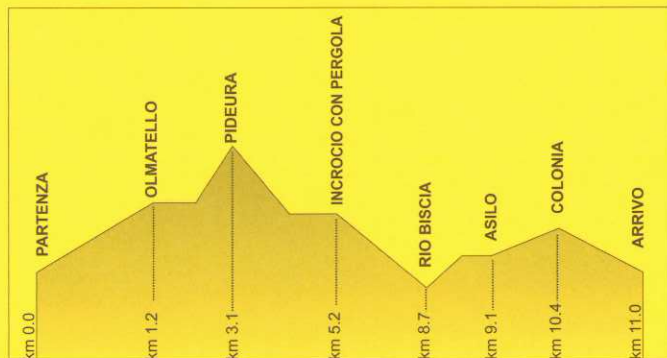 PARTENZA
OLMATELLO
PIDEURA
INCROCIO CON PERGOLA
RIO BISCIA
ASILO
COLONIA
ARRIVO
km 0.0
km 1.2
km 3.1
km 5.2
km 8.7
km 9.1
km 10.4
km 11.0